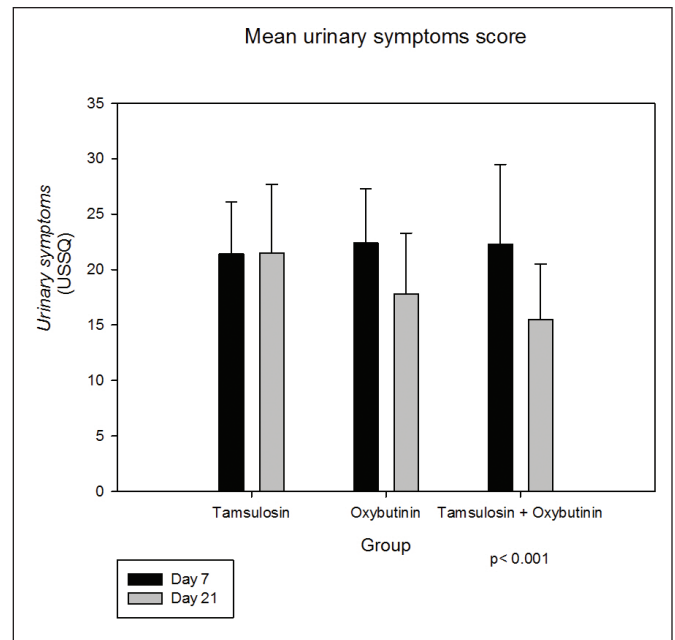 Mean urinary symptoms score
35
30
25
20
15
10
5
0
Urinary symptoms
(USSQ)
Tamsulosin Oxybutinin Tamsulosin + Oxybutinin
Group
p< 0.001
Day 7
Day 21